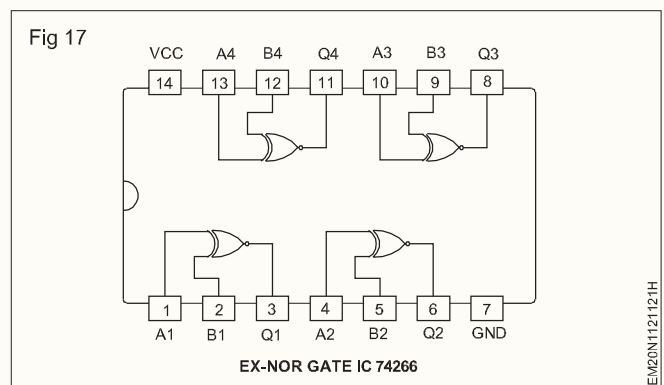 Fig 17
VCC A4 B4 Q4 A3 B3 Q3
14 13 12 11 10 9 8
1 2 3 4 5 6 7
A1 B1 Q1 A2 B2 Q2 GND
EX-NOR GATE IC 74266
EM20N1121121H